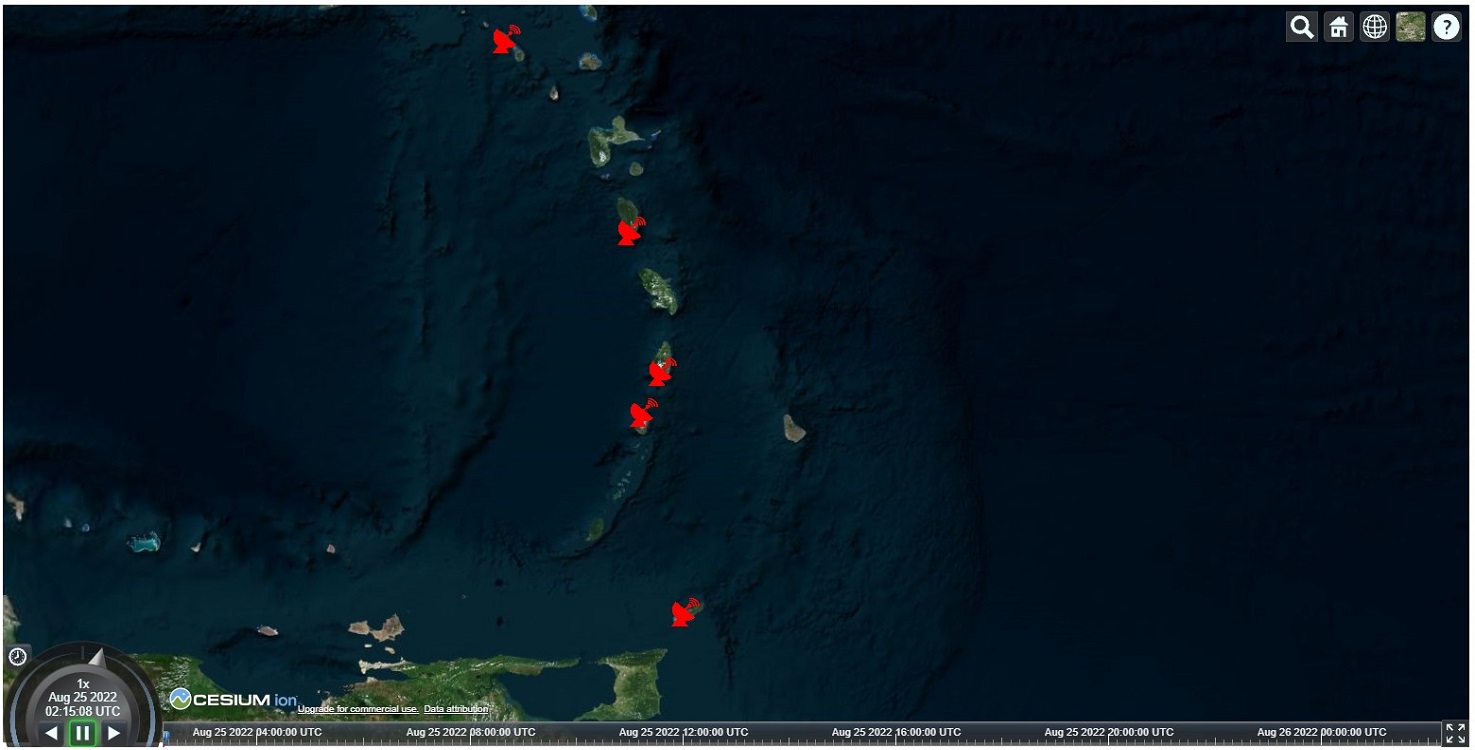 ?
1x
Aug 25 2022
02:15:08 UTC
CESIUM ion
Upgrade for commercial use. Data attribution
Aug 25 2022 04:00:00 UTC
Aug 25 2022 08:00:00 UTC
Aug 25 2022 12:00:00 UTC
Aug 25 2022 16:00:00 UTC
Aug 25 2022 20:00:00 UTC
Aug 26 2022 00:00:00 UTC